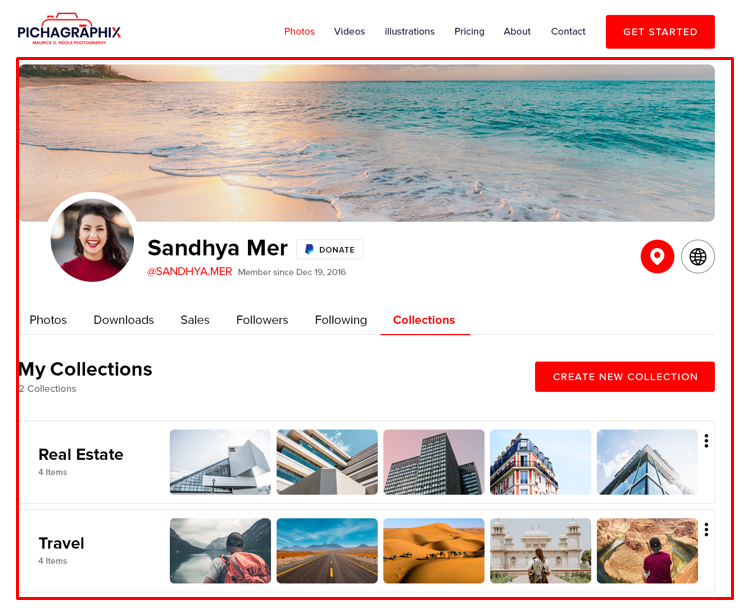 PICHAGRAPHIX
MAURICE G. NDOLE PHOTOGRAPHY
Photos Videos illustrations Pricing About Contact GET STARTED
Sandhya Mer DONATE
@SANDHYA.MER Member since Dec 19, 2016
Photos Downloads Sales Followers Following Collections
My Collections
2 Collections
CREATE NEW COLLECTION
Real Estate
4 Items
Travel
4 Items